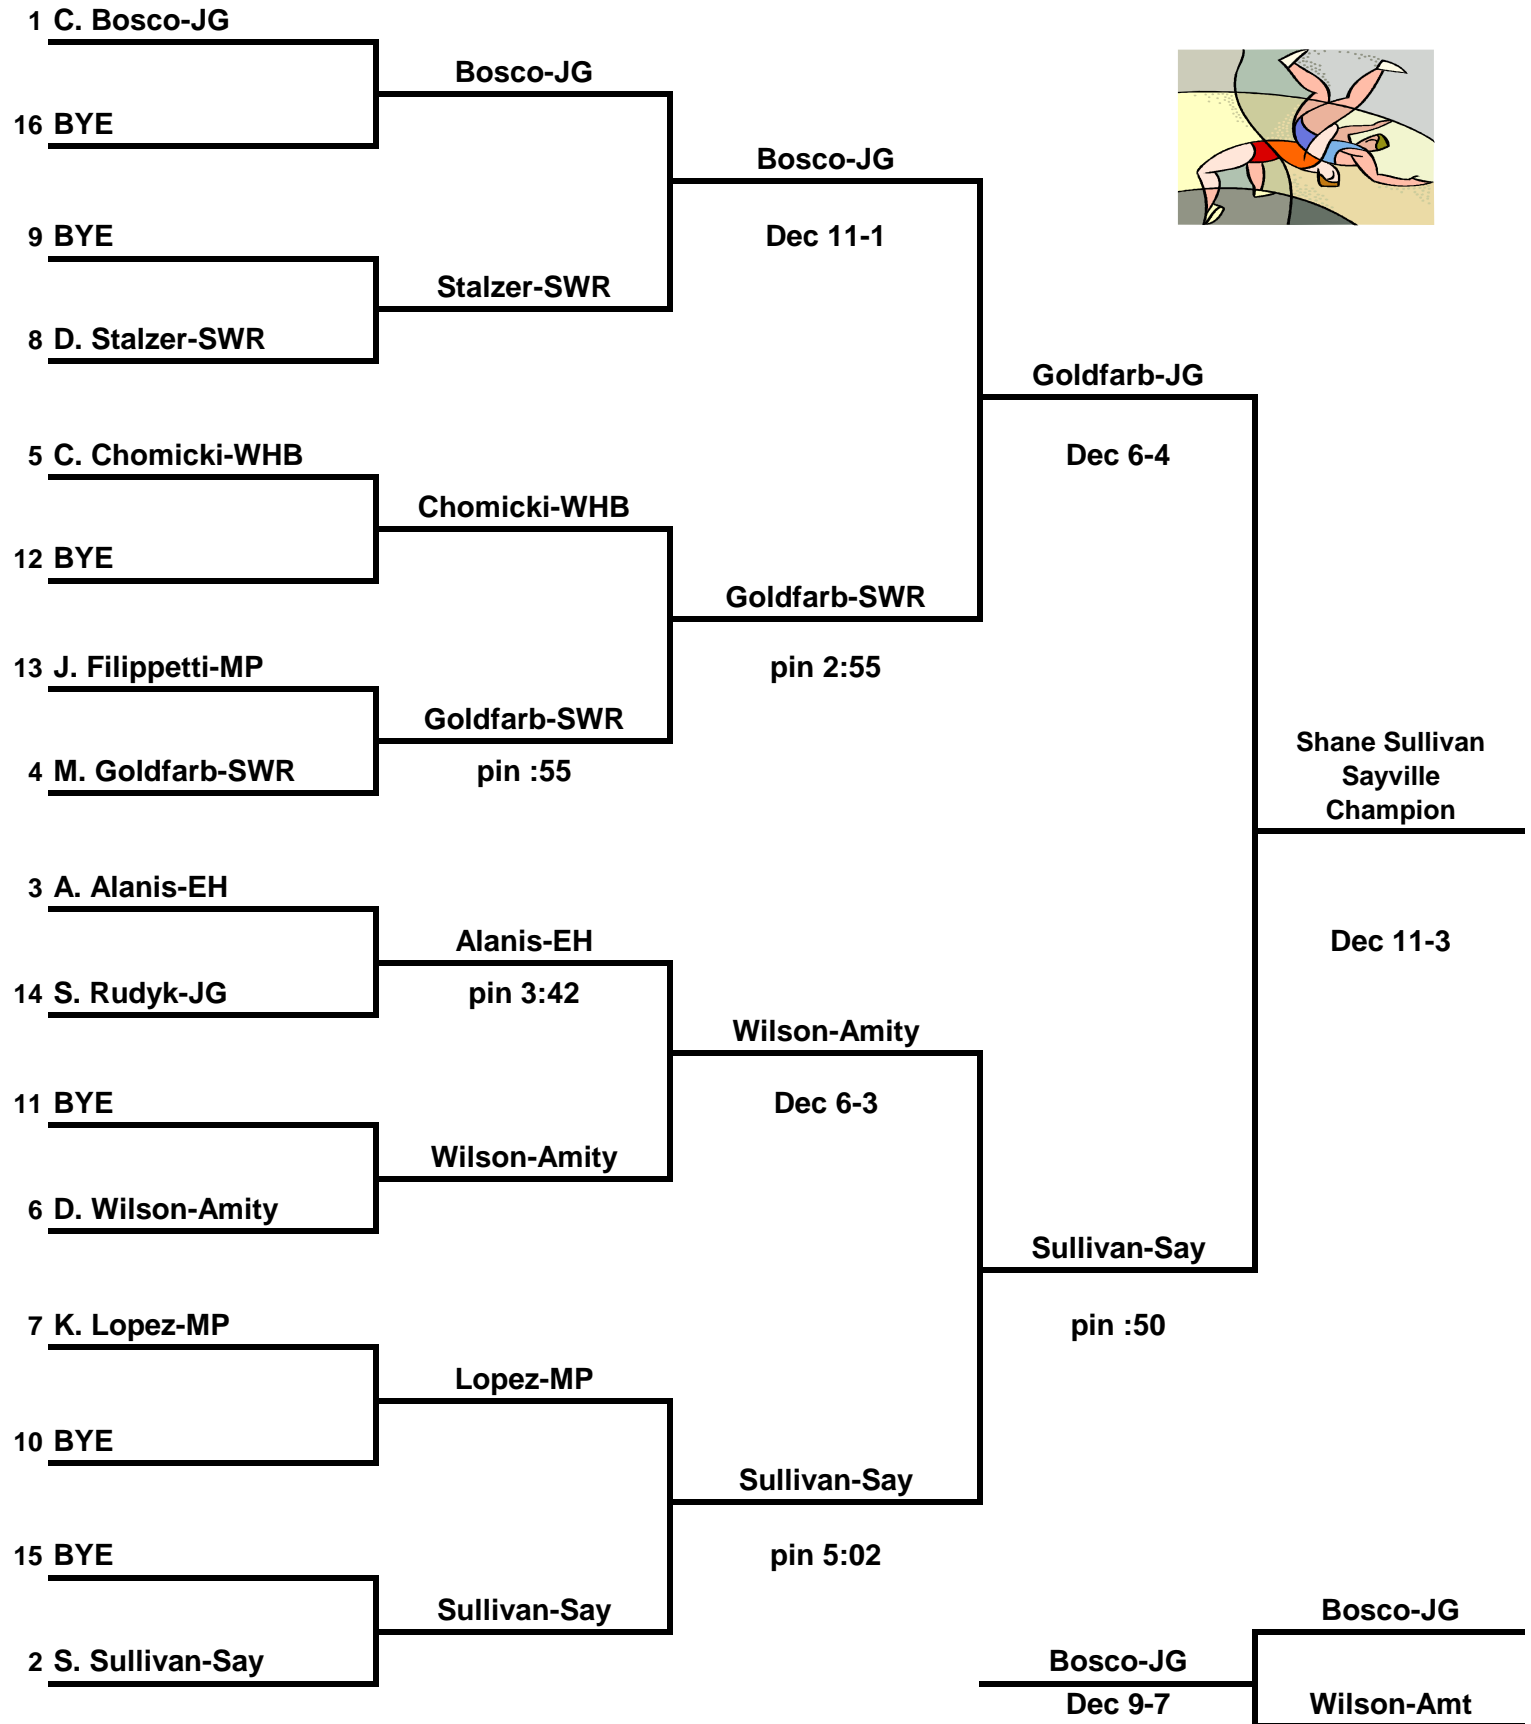 1 C. Bosco-JG
Bosco-JG
16 BYE
Bosco-JG
9 BYE
Dec 11-1
Stalzer-SWR
8 D. Stalzer-SWR
Goldfarb-JG
5 C. Chomicki-WHB
Dec 6-4
Chomicki-WHB
12 BYE
Goldfarb-SWR
13 J. Filippetti-MP
pin 2:55
Goldfarb-SWR
4 M. Goldfarb-SWR
pin :55
Shane Sullivan
Sayville
Champion
3 A. Alanis-EH
Alanis-EH
Dec 11-3
14 S. Rudyk-JG
pin 3:42
Wilson-Amity
11 BYE
Dec 6-3
Wilson-Amity
6 D. Wilson-Amity
Sullivan-Say
7 K. Lopez-MP
pin :50
Lopez-MP
10 BYE
Sullivan-Say
15 BYE
pin 5:02
Sullivan-Say
Bosco-JG
2 S. Sullivan-Say
Bosco-JG
Dec 9-7
Wilson-Amt